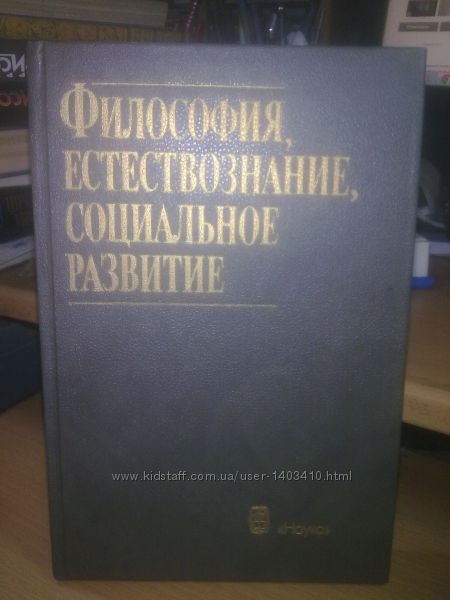 ФИЛОСОФИЯ,
ЕСТЕСТВОЗНАНИЕ,
СОЦИАЛЬНОЕ
РАЗВИТИЕ
www.kidstaff.com.ua/user-1403410.html
«Наука»